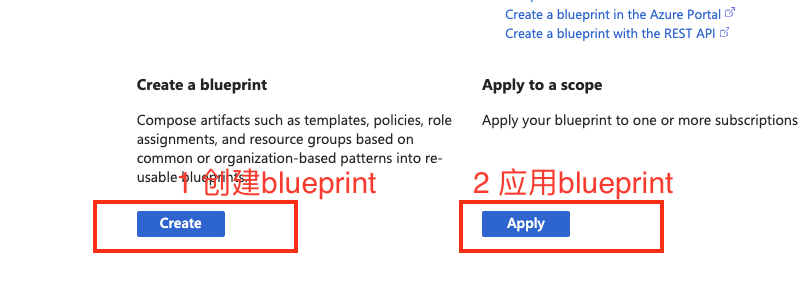 Create a blueprint in the Azure Portal
Create a blueprint with the REST API
Create a blueprint
Compose artifacts such as templates, policies, role
assignments, and resource groups based on
common or organization-based patterns into re-
usable blueprints.
1 创建blueprint
Create
Apply to a scope
Apply your blueprint to one or more subscriptions
2 应用blueprint
Apply